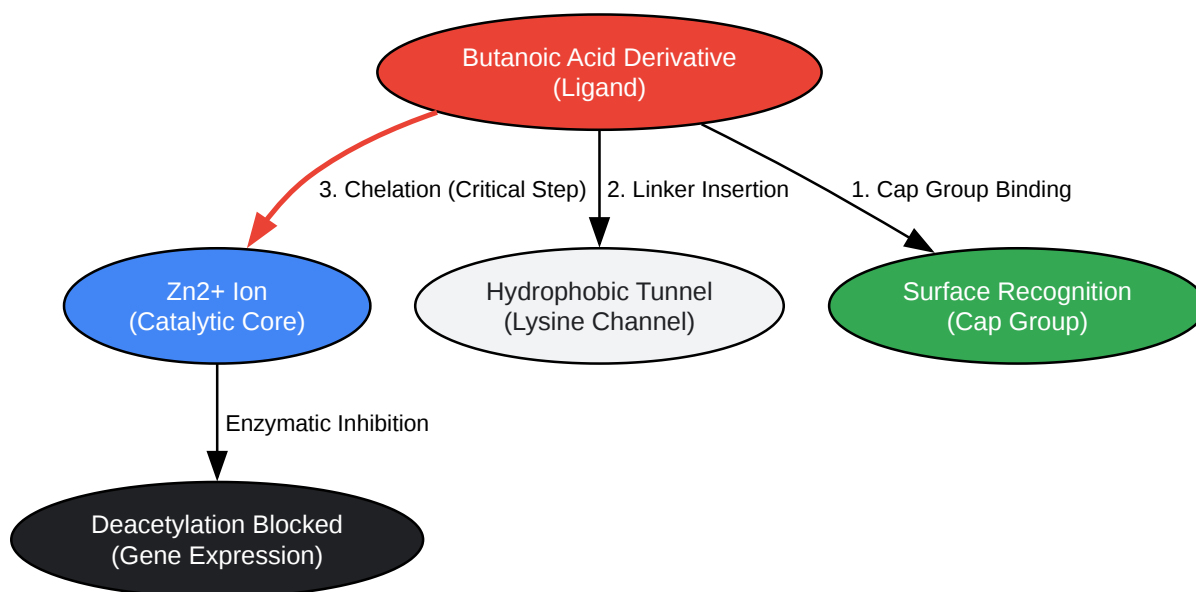 Butanoic Acid Derivative
(Ligand)
3. Chelation (Critical Step)
2. Linker Insertion
1. Cap Group Binding
Zn2+ Ion
(Catalytic Core)
Hydrophobic Tunnel
(Lysine Channel)
Surface Recognition
(Cap Group)
Enzymatic Inhibition
Deacetylation Blocked
(Gene Expression)